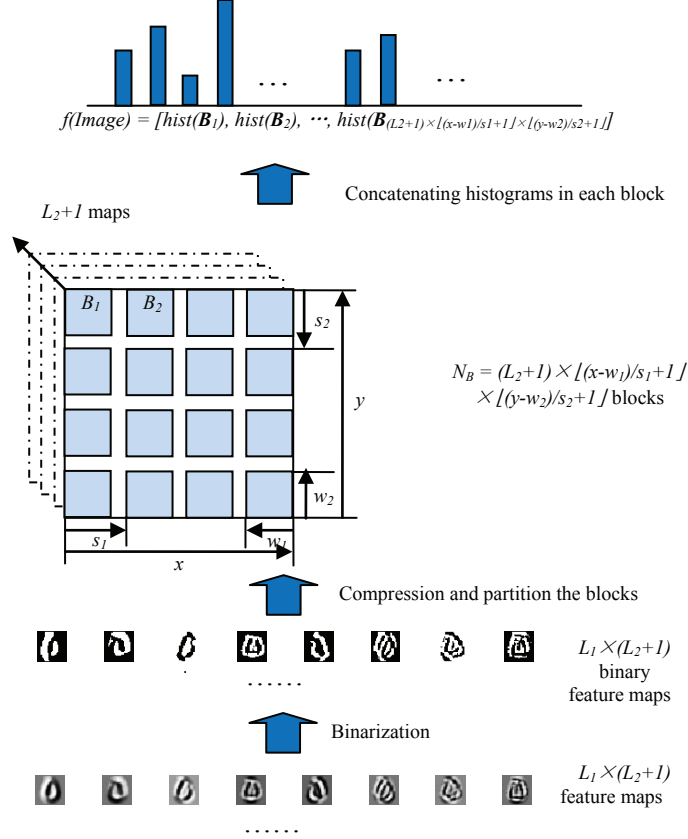 … …
f(Image) = [hist(B₁), hist(B₂), ⋯, hist(B₍L2+1₎×⌊(x-w1)/s1+1⌋×⌊(y-w2)/s2+1⌋]
Concatenating histograms in each block
L₂+1 maps
B₁ B₂
s₂
y
N_B = (L₂+1) × ⌊(x-w₁)/s₁+1⌋
×⌊(y-w₂)/s₂+1⌋ blocks
w₂
s₁ w₁
x
Compression and partition the blocks
L₁×(L₂+1)
binary
feature maps
……
Binarization
L₁×(L₂+1)
feature maps
……